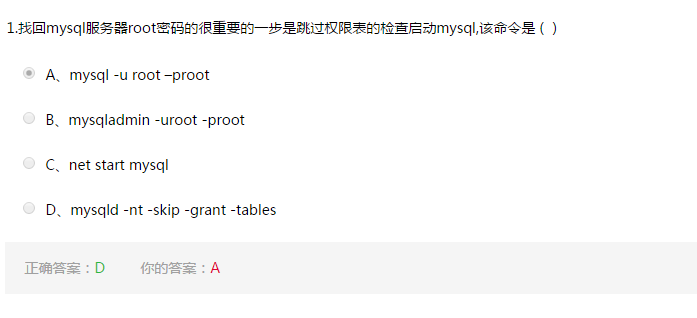 1.找回mysql服务器root密码的很重要的一步是跳过权限表的检查启动mysql,该命令是 ( )
A、mysql -u root –proot
B、mysqladmin -uroot -proot
C、net start mysql
D、mysqld -nt -skip -grant -tables
正确答案：D 你的答案：A